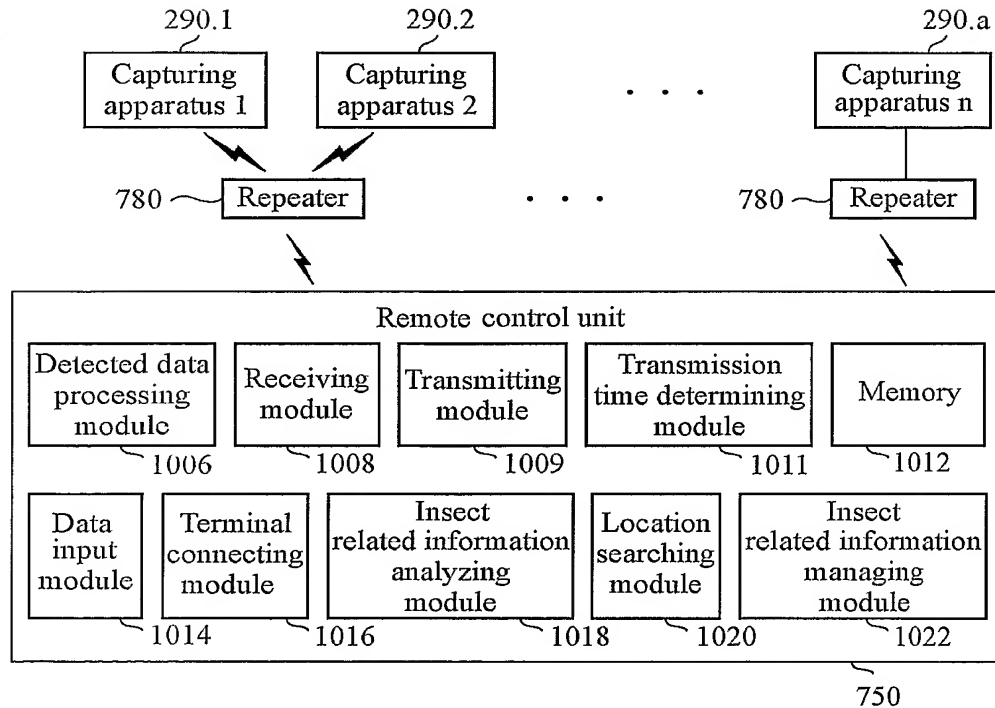 290.1
290.2
290.a
Capturing
apparatus 1
Capturing
apparatus 2
. . .
Capturing
apparatus n
780
Repeater
. . .
780
Repeater
Remote control unit
Detected data
processing
module
1006
Receiving
module
1008
Transmitting
module
1009
Transmission
time determining
module
1011
Memory
1012
Data
input
module
1014
Terminal
connecting
module
1016
Insect
related information
analyzing
module
1018
Location
searching
module
1020
Insect
related information
managing
module
1022
750